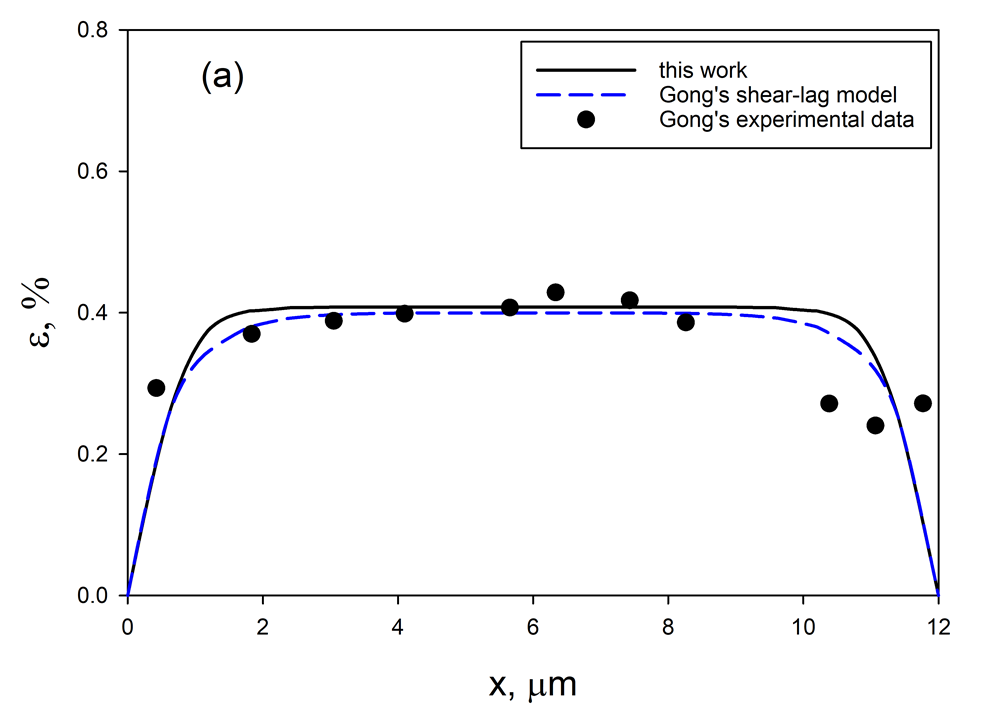 (a)
this work
Gong's shear-lag model
Gong's experimental data
0.8
0.6
0.4
0.2
0.0
ε, %
0 2 4 6 8 10 12
x, μm